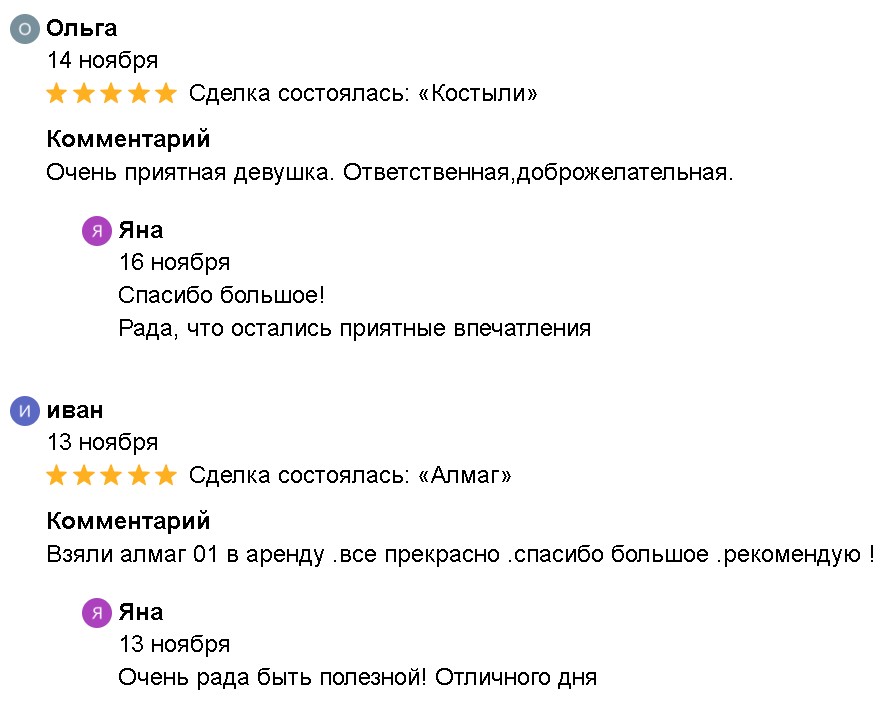 О Ольга
14 ноября
Сделка состоялась: «Костыли»
Комментарий
Очень приятная девушка. Ответственная,доброжелательная.
Я Яна
16 ноября
Спасибо большое!
Рада, что остались приятные впечатления
И иван
13 ноября
Сделка состоялась: «Алмаг»
Комментарий
Взяли алмаг 01 в аренду .все прекрасно .спасибо большое .рекомендую !
Я Яна
13 ноября
Очень рада быть полезной! Отличного дня